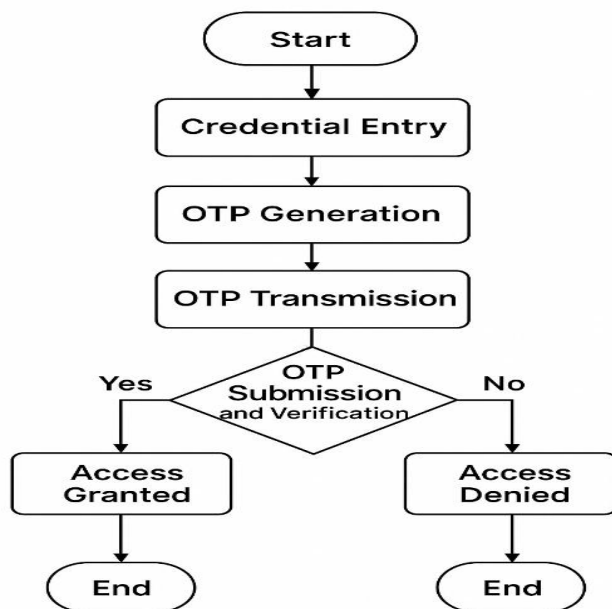 Start
Credential Entry
OTP Generation
OTP Transmission
OTP
Submission
and Verification
Yes
No
Access
Granted
Access
Denied
End
End